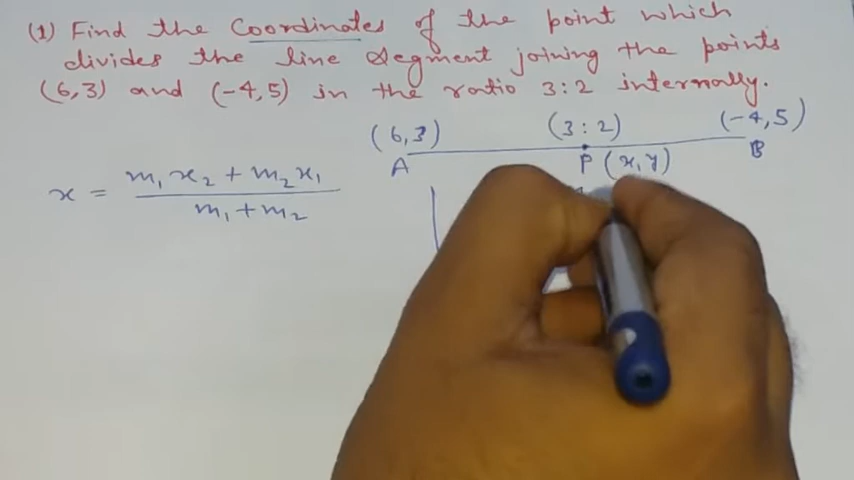 (1) Find the Coordinates of the point which
divides the line segment joining the points
(6,3) and (-4,5) in the ratio 3:2 internally.
(6,3) (3:2) (-4,5)
A P (x,y) B
x = m₁x₂ + m₂x₁ / m₁ + m₂